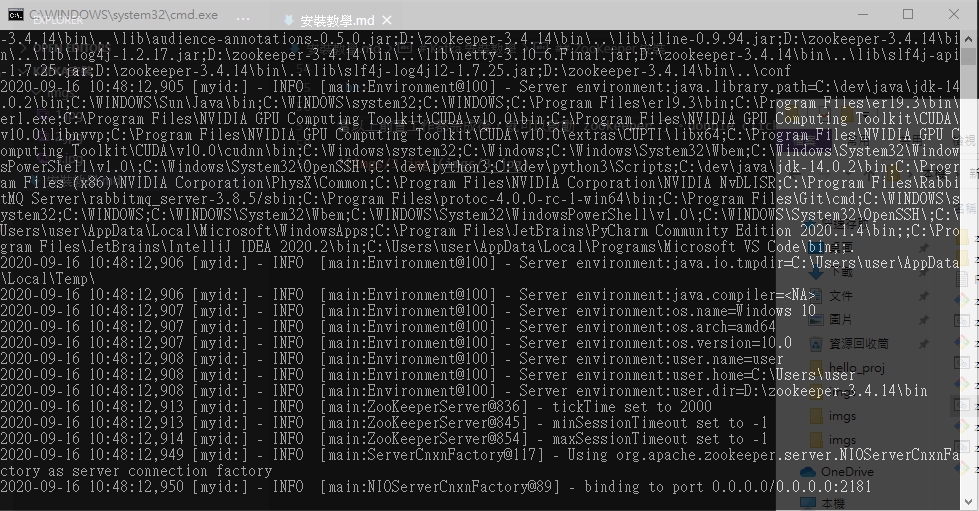 C:\WINDOWS\system32\cmd.exe
安裝教學.md
-3.4.14\bin\..\lib\audience-annotations-0.5.0.jar;D:\zookeeper-3.4.14\bin\..\lib\jline-0.9.94.jar;D:\zookeeper-3.4.14\bi
n\..\lib\log4j-1.2.17.jar;D:\zookeeper-3.4.14\bin\..\lib\netty-3.10.6.Final.jar;D:\zookeeper-3.4.14\bin\..\lib\slf4j-api
-1.7.25.jar;D:\zookeeper-3.4.14\bin\..\lib\slf4j-log4j12-1.7.25.jar;D:\zookeeper-3.4.14\bin\..\conf
2020-09-16 10:48:12,905 [myid:] - INFO  [main:Environment@100] - Server environment:java.library.path=C:\dev\java\jdk-14
.0.2\bin;C:\WINDOWS\Sun\Java\bin;C:\WINDOWS\system32;C:\WINDOWS;C:\Program Files\erl9.3\bin;C:\Program Files\erl9.3\bin\
erl.exe;C:\Program Files\NVIDIA GPU Computing Toolkit\CUDA\v10.0\bin;C:\Program Files\NVIDIA GPU Computing Toolkit\CUDA\
v10.0\libnvvp;C:\Program Files\NVIDIA GPU Computing Toolkit\CUDA\v10.0\extras\CUPTI\libx64;C:\Program Files\NVIDIA GPU C
omputing Toolkit\CUDA\v10.0\cudnn\bin;C:\Windows\system32;C:\Windows;C:\Windows\System32\Wbem;C:\Windows\System32\Window
sPowerShell\v1.0\;C:\Windows\System32\OpenSSH\;C:\dev\python3;C:\dev\python3\Scripts;C:\dev\java\jdk-14.0.2\bin;C:\Progr
am Files (x86)\NVIDIA Corporation\PhysX\Common;C:\Program Files\NVIDIA Corporation\NVIDIA NvDLISR;C:\Program Files\Rabbi
tMQ Server\rabbitmq_server-3.8.5/sbin;C:\Program Files\protoc-4.0.0-rc-1-win64\bin;C:\Program Files\Git\cmd;C:\WINDOWS\s
ystem32;C:\WINDOWS;C:\WINDOWS\System32\Wbem;C:\WINDOWS\System32\WindowsPowerShell\v1.0\;C:\WINDOWS\System32\OpenSSH\;C:\
Users\user\AppData\Local\Microsoft\WindowsApps;C:\Program Files\JetBrains\PyCharm Community Edition 2020.1.4\bin;;C:\Pro
gram Files\JetBrains\IntelliJ IDEA 2020.2\bin;C:\Users\user\AppData\Local\Programs\Microsoft VS Code\bin;;.
2020-09-16 10:48:12,906 [myid:] - INFO  [main:Environment@100] - Server environment:java.io.tmpdir=C:\Users\user\AppData
\Local\Temp\
2020-09-16 10:48:12,906 [myid:] - INFO  [main:Environment@100] - Server environment:java.compiler=<NA>
2020-09-16 10:48:12,907 [myid:] - INFO  [main:Environment@100] - Server environment:os.name=Windows 10
2020-09-16 10:48:12,907 [myid:] - INFO  [main:Environment@100] - Server environment:os.arch=amd64
2020-09-16 10:48:12,907 [myid:] - INFO  [main:Environment@100] - Server environment:os.version=10.0
2020-09-16 10:48:12,908 [myid:] - INFO  [main:Environment@100] - Server environment:user.name=user
2020-09-16 10:48:12,908 [myid:] - INFO  [main:Environment@100] - Server environment:user.home=C:\Users\user
2020-09-16 10:48:12,908 [myid:] - INFO  [main:Environment@100] - Server environment:user.dir=D:\zookeeper-3.4.14\bin
2020-09-16 10:48:12,913 [myid:] - INFO  [main:ZooKeeperServer@836] - tickTime set to 2000
2020-09-16 10:48:12,913 [myid:] - INFO  [main:ZooKeeperServer@845] - minSessionTimeout set to -1
2020-09-16 10:48:12,914 [myid:] - INFO  [main:ZooKeeperServer@854] - maxSessionTimeout set to -1
2020-09-16 10:48:12,949 [myid:] - INFO  [main:ServerCnxnFactory@117] - Using org.apache.zookeeper.server.NIOServerCnxnFa
ctory as server connection factory
2020-09-16 10:48:12,950 [myid:] - INFO  [main:NIOServerCnxnFactory@89] - binding to port 0.0.0.0/0.0.0.0:2181
下載
文件
圖片
資源回收筒
hello_proj
imgs
imgs
OneDrive
本機